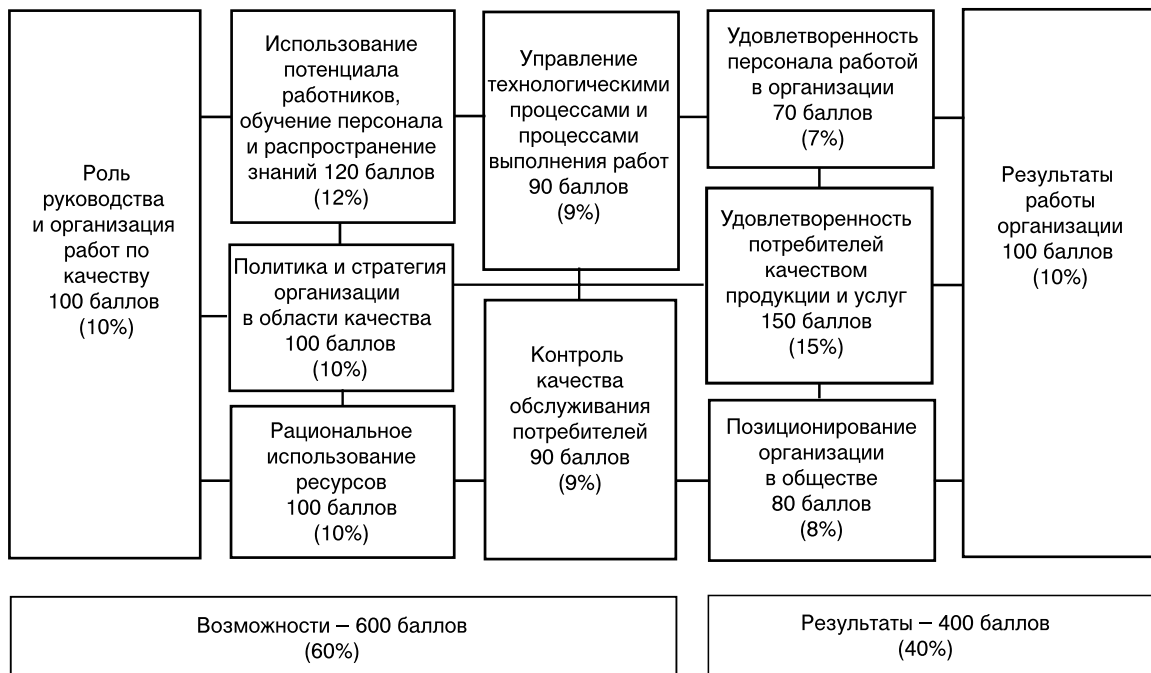 Роль
руководства
и организация
работ по
качеству
100 баллов
(10%)
Использование
потенциала
работников,
обучение персонала
и распространение
знаний 120 баллов
(12%)
Политика и стратегия
организации
в области качества
100 баллов
(10%)
Рациональное
использование
ресурсов
100 баллов
(10%)
Управление
технологическими
процессами и
процессами
выполнения работ
90 баллов
(9%)
Контроль
качества
обслуживания
потребителей
90 баллов
(9%)
Удовлетворенность
персонала работой
в организации
70 баллов
(7%)
Удовлетворенность
потребителей
качеством
продукции и услуг
150 баллов
(15%)
Позиционирование
организации
в обществе
80 баллов
(8%)
Результаты
работы
организации
100 баллов
(10%)
Возможности – 600 баллов
(60%)
Результаты – 400 баллов
(40%)